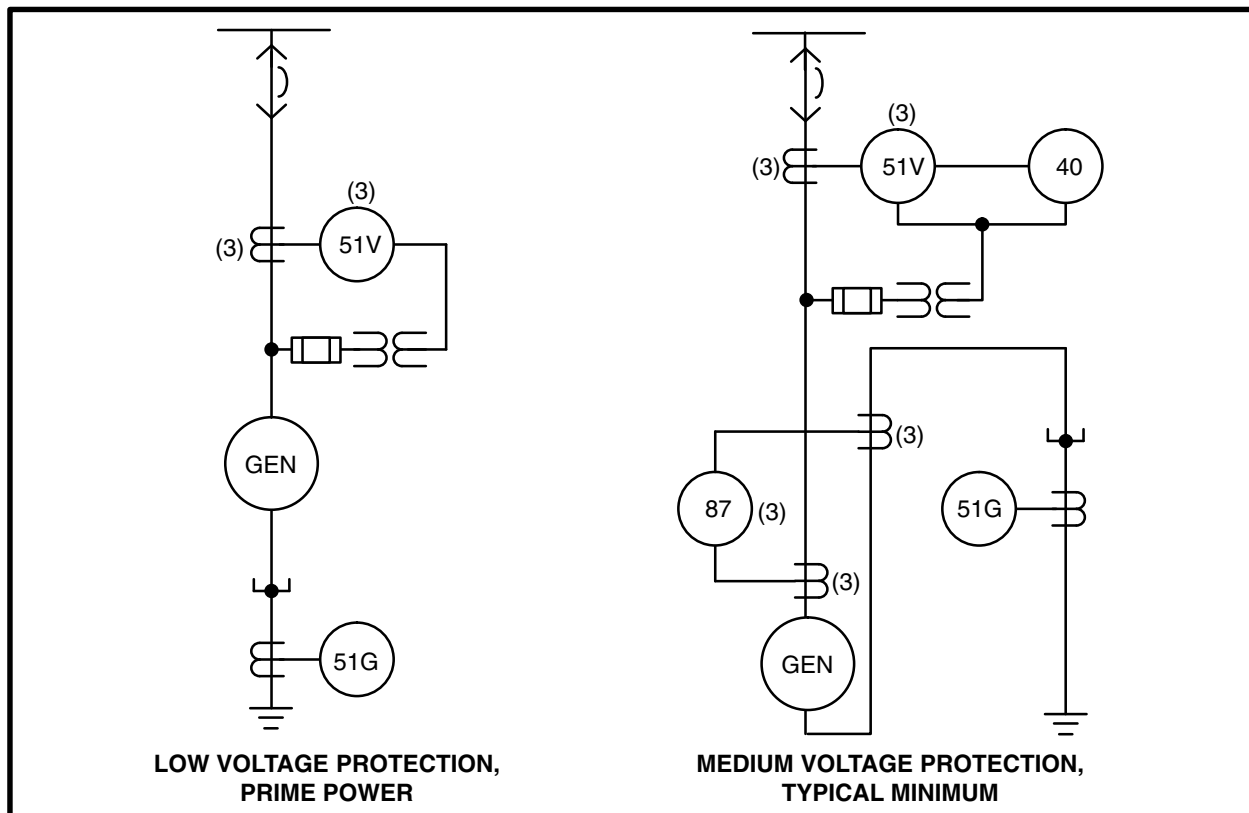 (3)
(3)
51V
GEN
51G
LOW VOLTAGE PROTECTION,
PRIME POWER
(3)
(3)
51V
40
(3)
87
(3)
51G
(3)
GEN
MEDIUM VOLTAGE PROTECTION,
TYPICAL MINIMUM